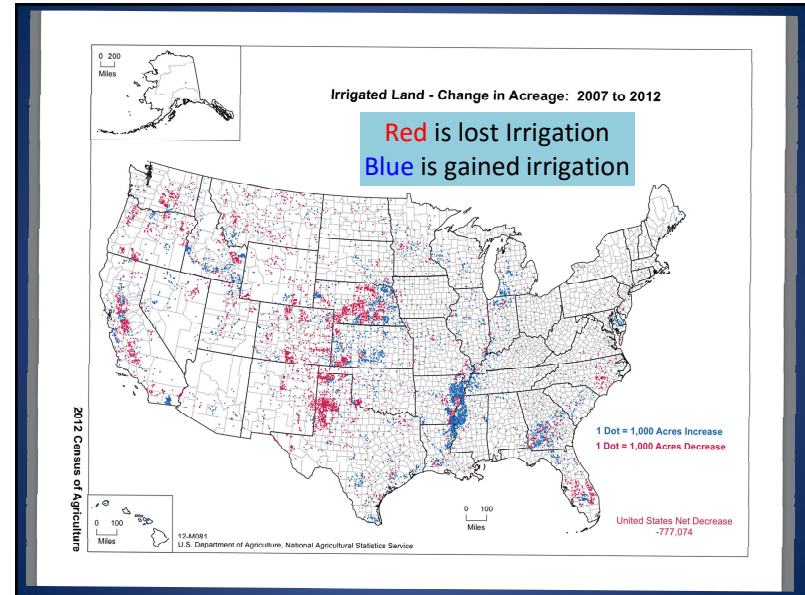 0 200
Miles
Irrigated Land - Change in Acreage: 2007 to 2012
Red is lost Irrigation
Blue is gained irrigation
1 Dot = 1,000 Acres Increase
1 Dot = 1,000 Acres Decrease
2012 Census of Agriculture
0 100
Miles
0 100
Miles
United States Net Decrease
-777,074
12-M081
U.S. Department of Agriculture, National Agricultural Statistics Service